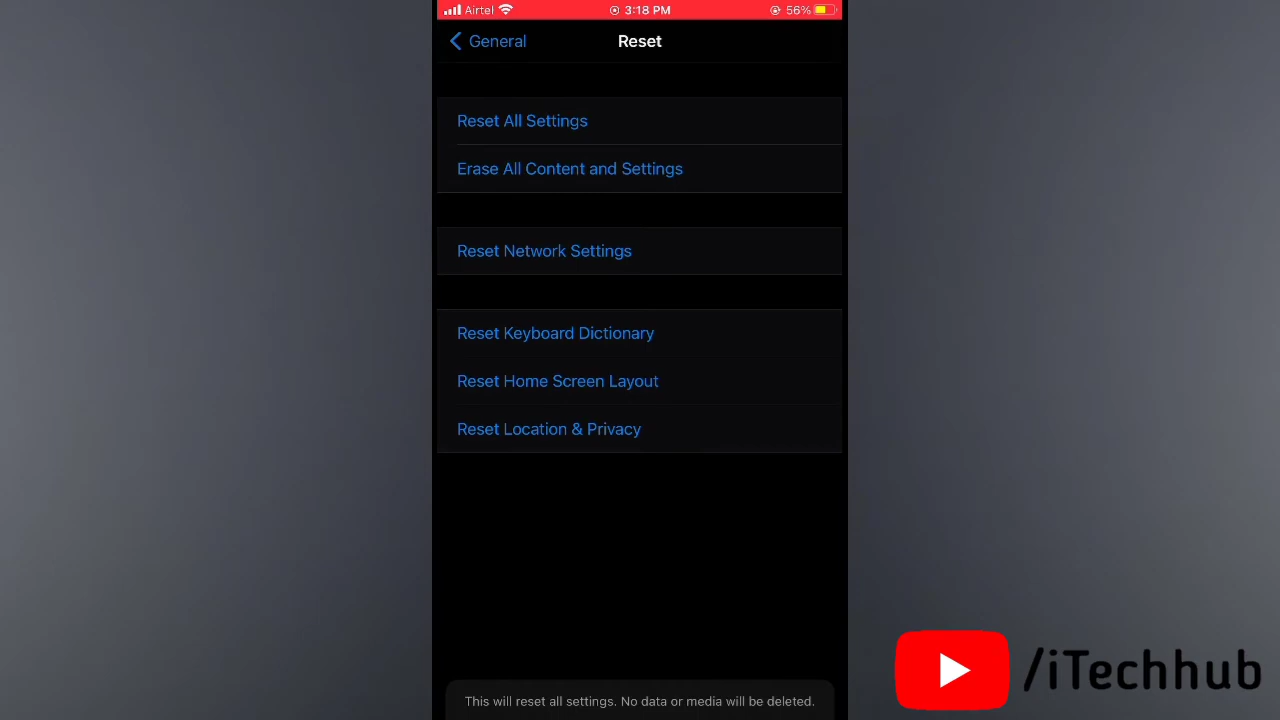 Airtel 3:18 PM 56%
General Reset
Reset All Settings
Erase All Content and Settings
Reset Network Settings
Reset Keyboard Dictionary
Reset Home Screen Layout
Reset Location & Privacy
This will reset all settings. No data or media will be deleted.
/iTechhub